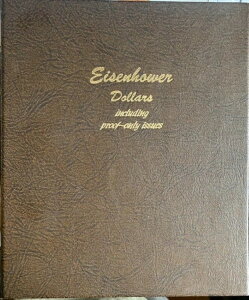 Eisenhower
Dollars
including
proof-only issues